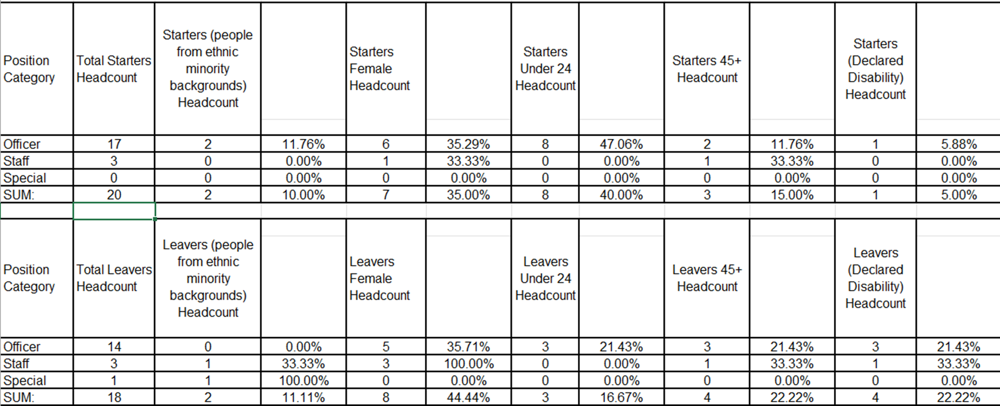 Position Category | Total Starters Headcount | Starters (people from ethnic minority backgrounds) Headcount | | Starters Female Headcount | | Starters Under 24 Headcount | | Starters 45+ Headcount | | Starters (Declared Disability) Headcount |
Officer | 17 | 2 | 11.76% | 6 | 35.29% | 8 | 47.06% | 2 | 11.76% | 1 | 5.88%
Staff | 3 | 0 | 0.00% | 1 | 33.33% | 0 | 0.00% | 1 | 33.33% | 0 | 0.00%
Special | 0 | 0 | 0.00% | 0 | 0.00% | 0 | 0.00% | 0 | 0.00% | 0 | 0.00%
SUM: | 20 | 2 | 10.00% | 7 | 35.00% | 8 | 40.00% | 3 | 15.00% | 1 | 5.00%
Position Category | Total Leavers Headcount | Leavers (people from ethnic minority backgrounds) Headcount | | Leavers Female Headcount | | Leavers Under 24 Headcount | | Leavers 45+ Headcount | | Leavers (Declared Disability) Headcount |
Officer | 14 | 0 | 0.00% | 5 | 35.71% | 3 | 21.43% | 3 | 21.43% | 3 | 21.43%
Staff | 3 | 1 | 33.33% | 3 | 100.00% | 0 | 0.00% | 1 | 33.33% | 1 | 33.33%
Special | 1 | 1 | 100.00% | 0 | 0.00% | 0 | 0.00% | 0 | 0.00% | 0 | 0.00%
SUM: | 18 | 2 | 11.11% | 8 | 44.44% | 3 | 16.67% | 4 | 22.22% | 4 | 22.22%